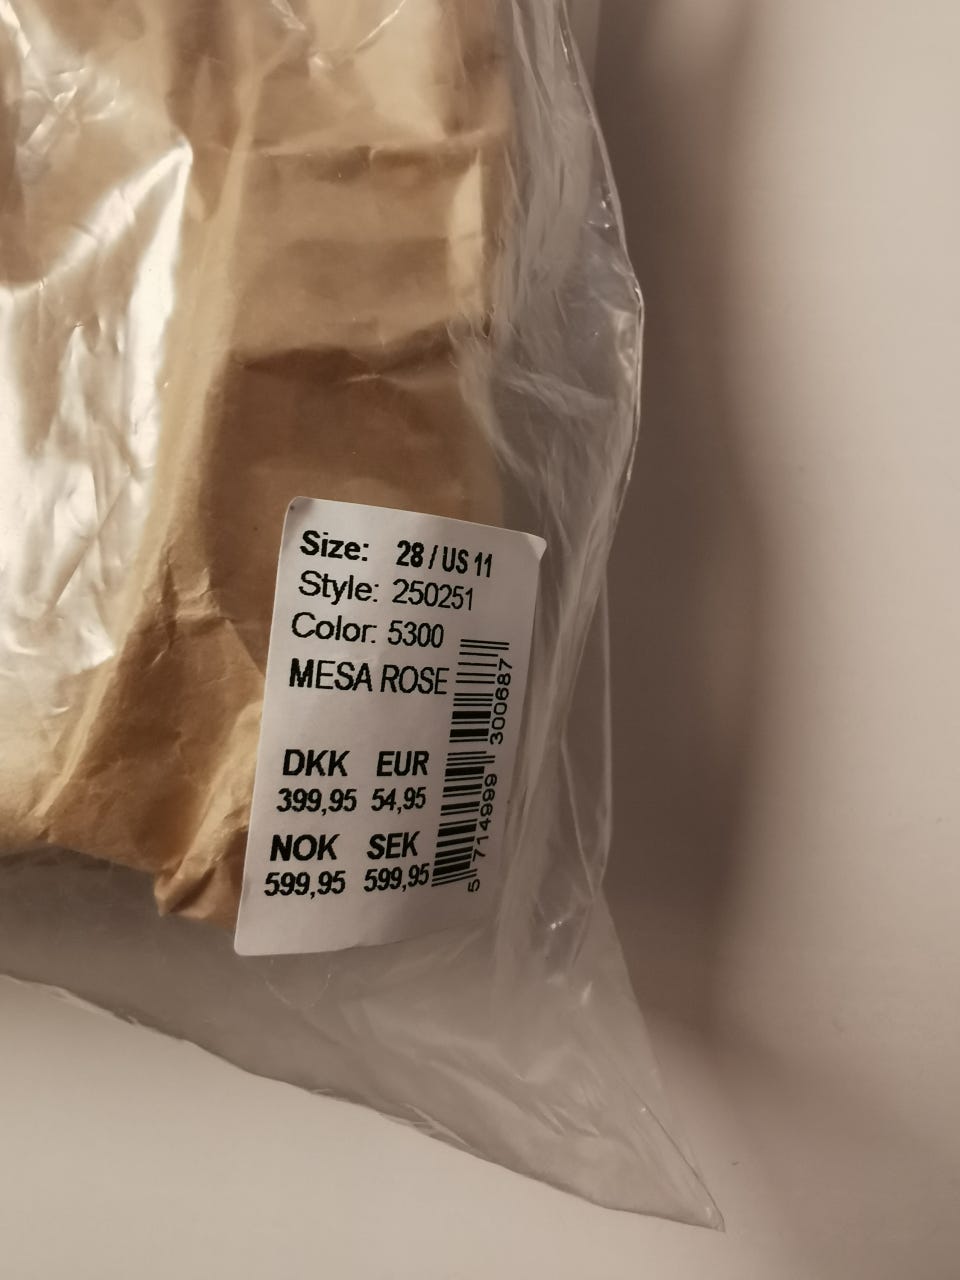 Size: 28 / US 11
Style: 250251
Color: 5300
MESA ROSE
DKK EUR
399,95 54,95
NOK SEK
599,95 599,95
5 714999 300687